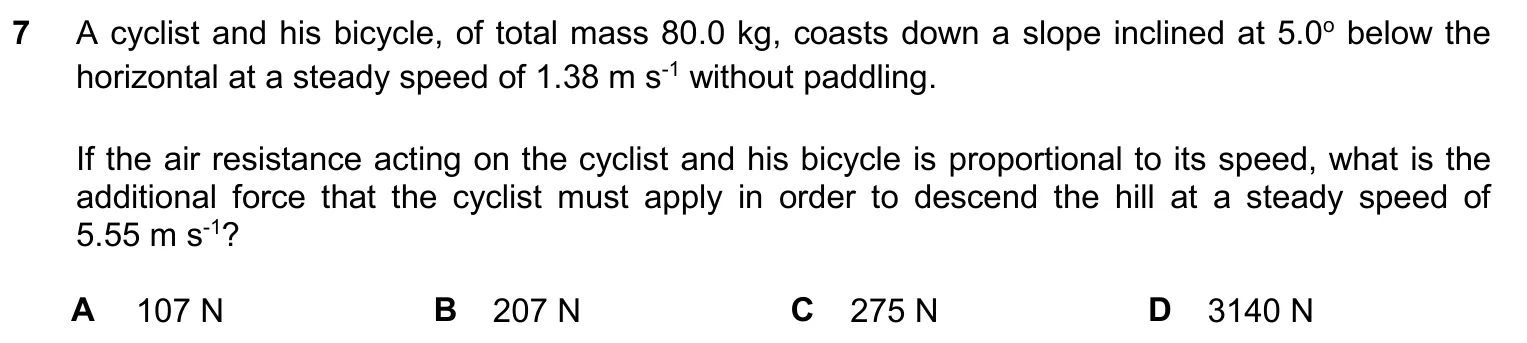 7 A cyclist and his bicycle, of total mass 80.0 kg, coasts down a slope inclined at 5.0º below the
horizontal at a steady speed of 1.38 m s⁻¹ without paddling.
If the air resistance acting on the cyclist and his bicycle is proportional to its speed, what is the
additional force that the cyclist must apply in order to descend the hill at a steady speed of
5.55 m s⁻¹?
A 107 N B 207 N C 275 N D 3140 N